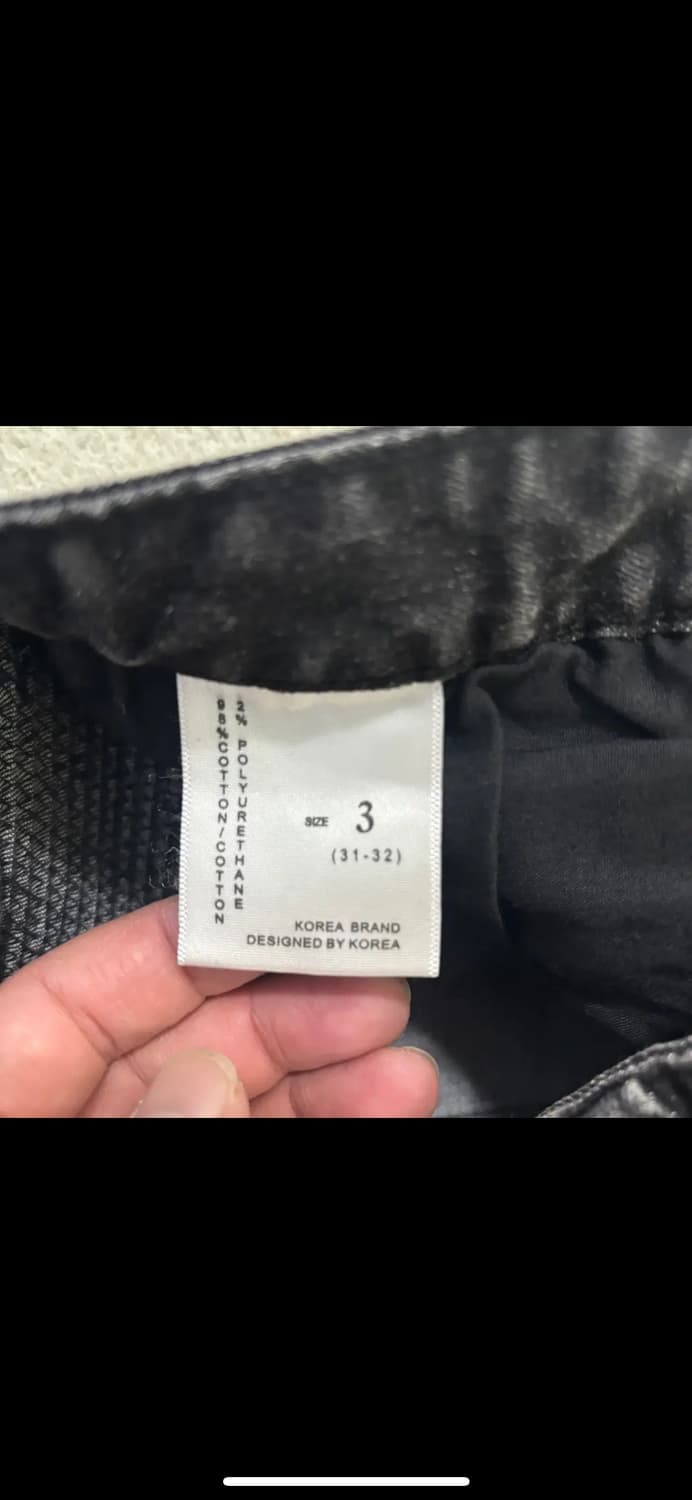 98%COTTON/COTTON
2% POLYURETHANE
SIZE 3
(31-32)
KOREA BRAND
DESIGNED BY KOREA